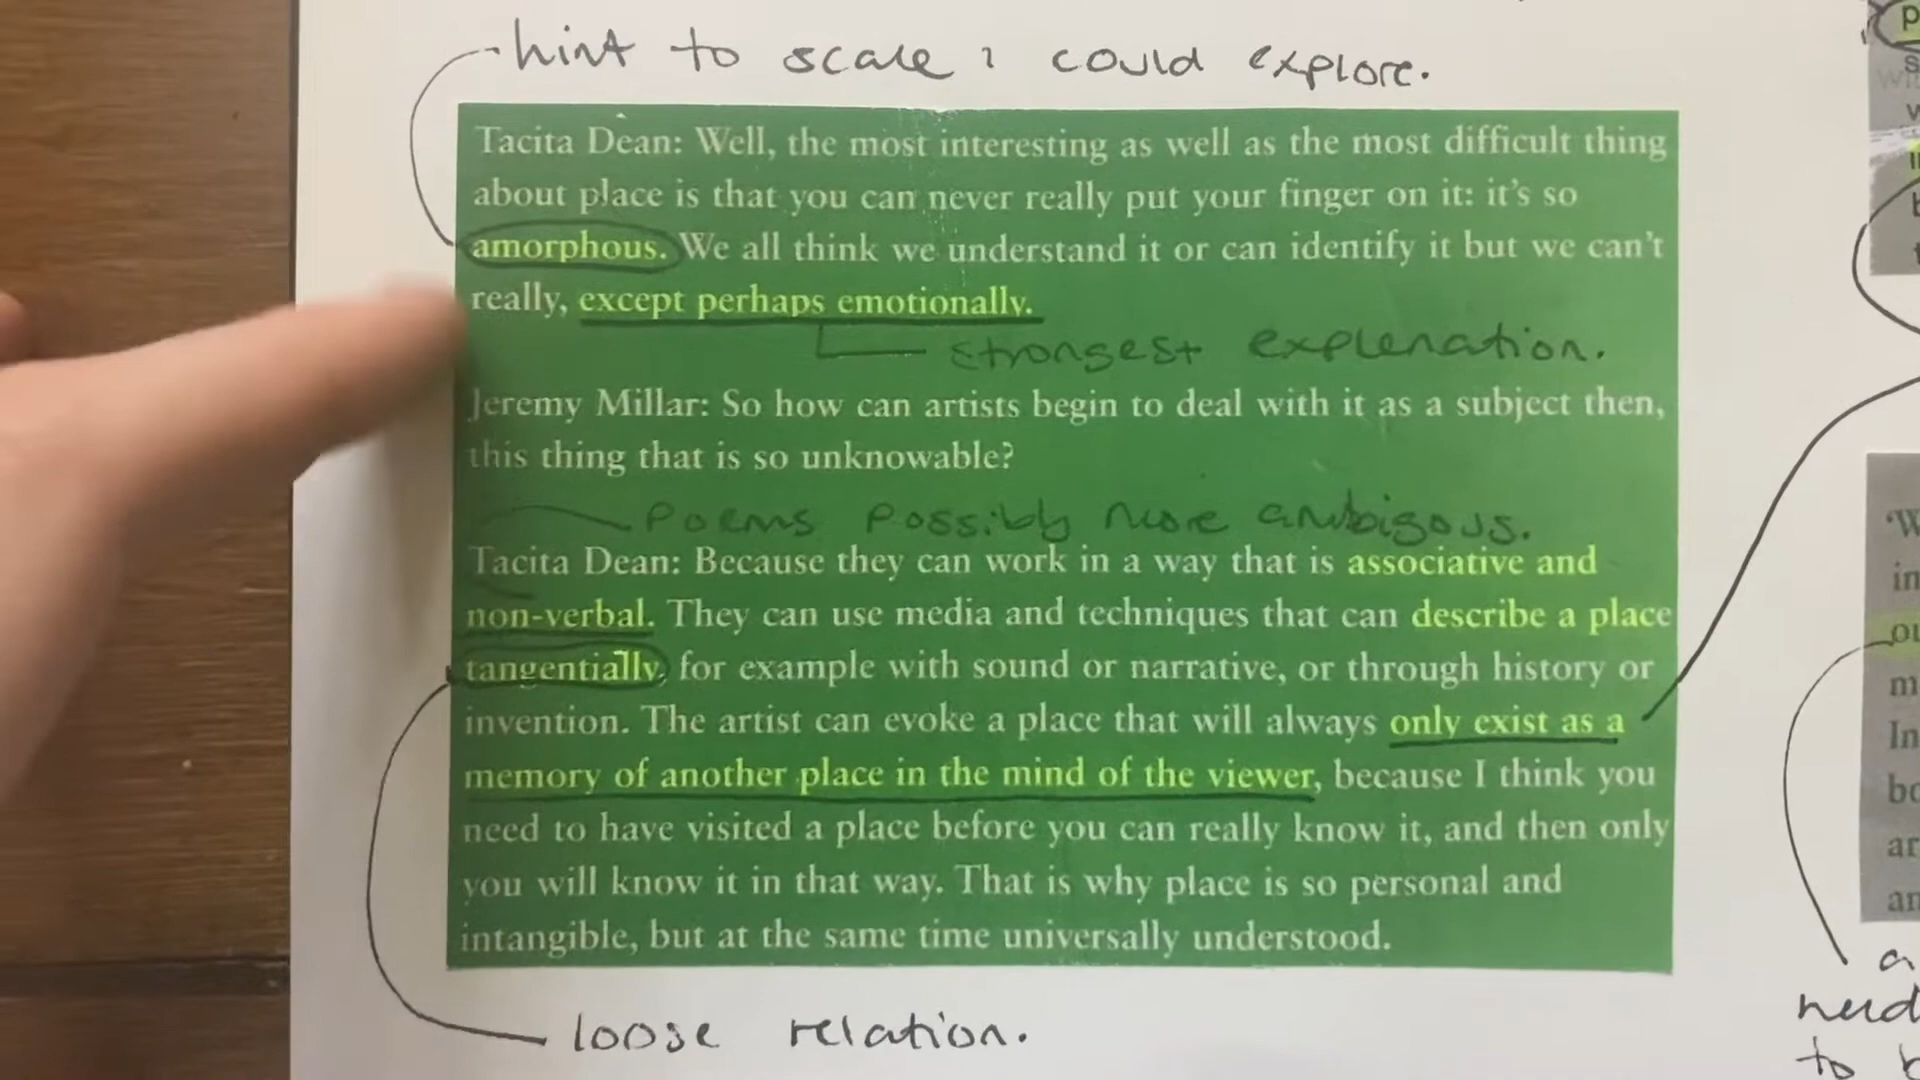 hint to scale i could explore.
Tacita Dean: Well, the most interesting as well as the most difficult thing
about place is that you can never really put your finger on it: it's so
amorphous. We all think we understand it or can identify it but we can't
really, except perhaps emotionally.
strongest explenation.
Jeremy Millar: So how can artists begin to deal with it as a subject then,
this thing that is so unknowable?
Poems possibly more ambigous.
Tacita Dean: Because they can work in a way that is associative and
non-verbal. They can use media and techniques that can describe a place
tangentially, for example with sound or narrative, or through history or
invention. The artist can evoke a place that will always only exist as a
memory of another place in the mind of the viewer, because I think you
need to have visited a place before you can really know it, and then only
you will know it in that way. That is why place is so personal and
intangible, but at the same time universally understood.
loose relation.